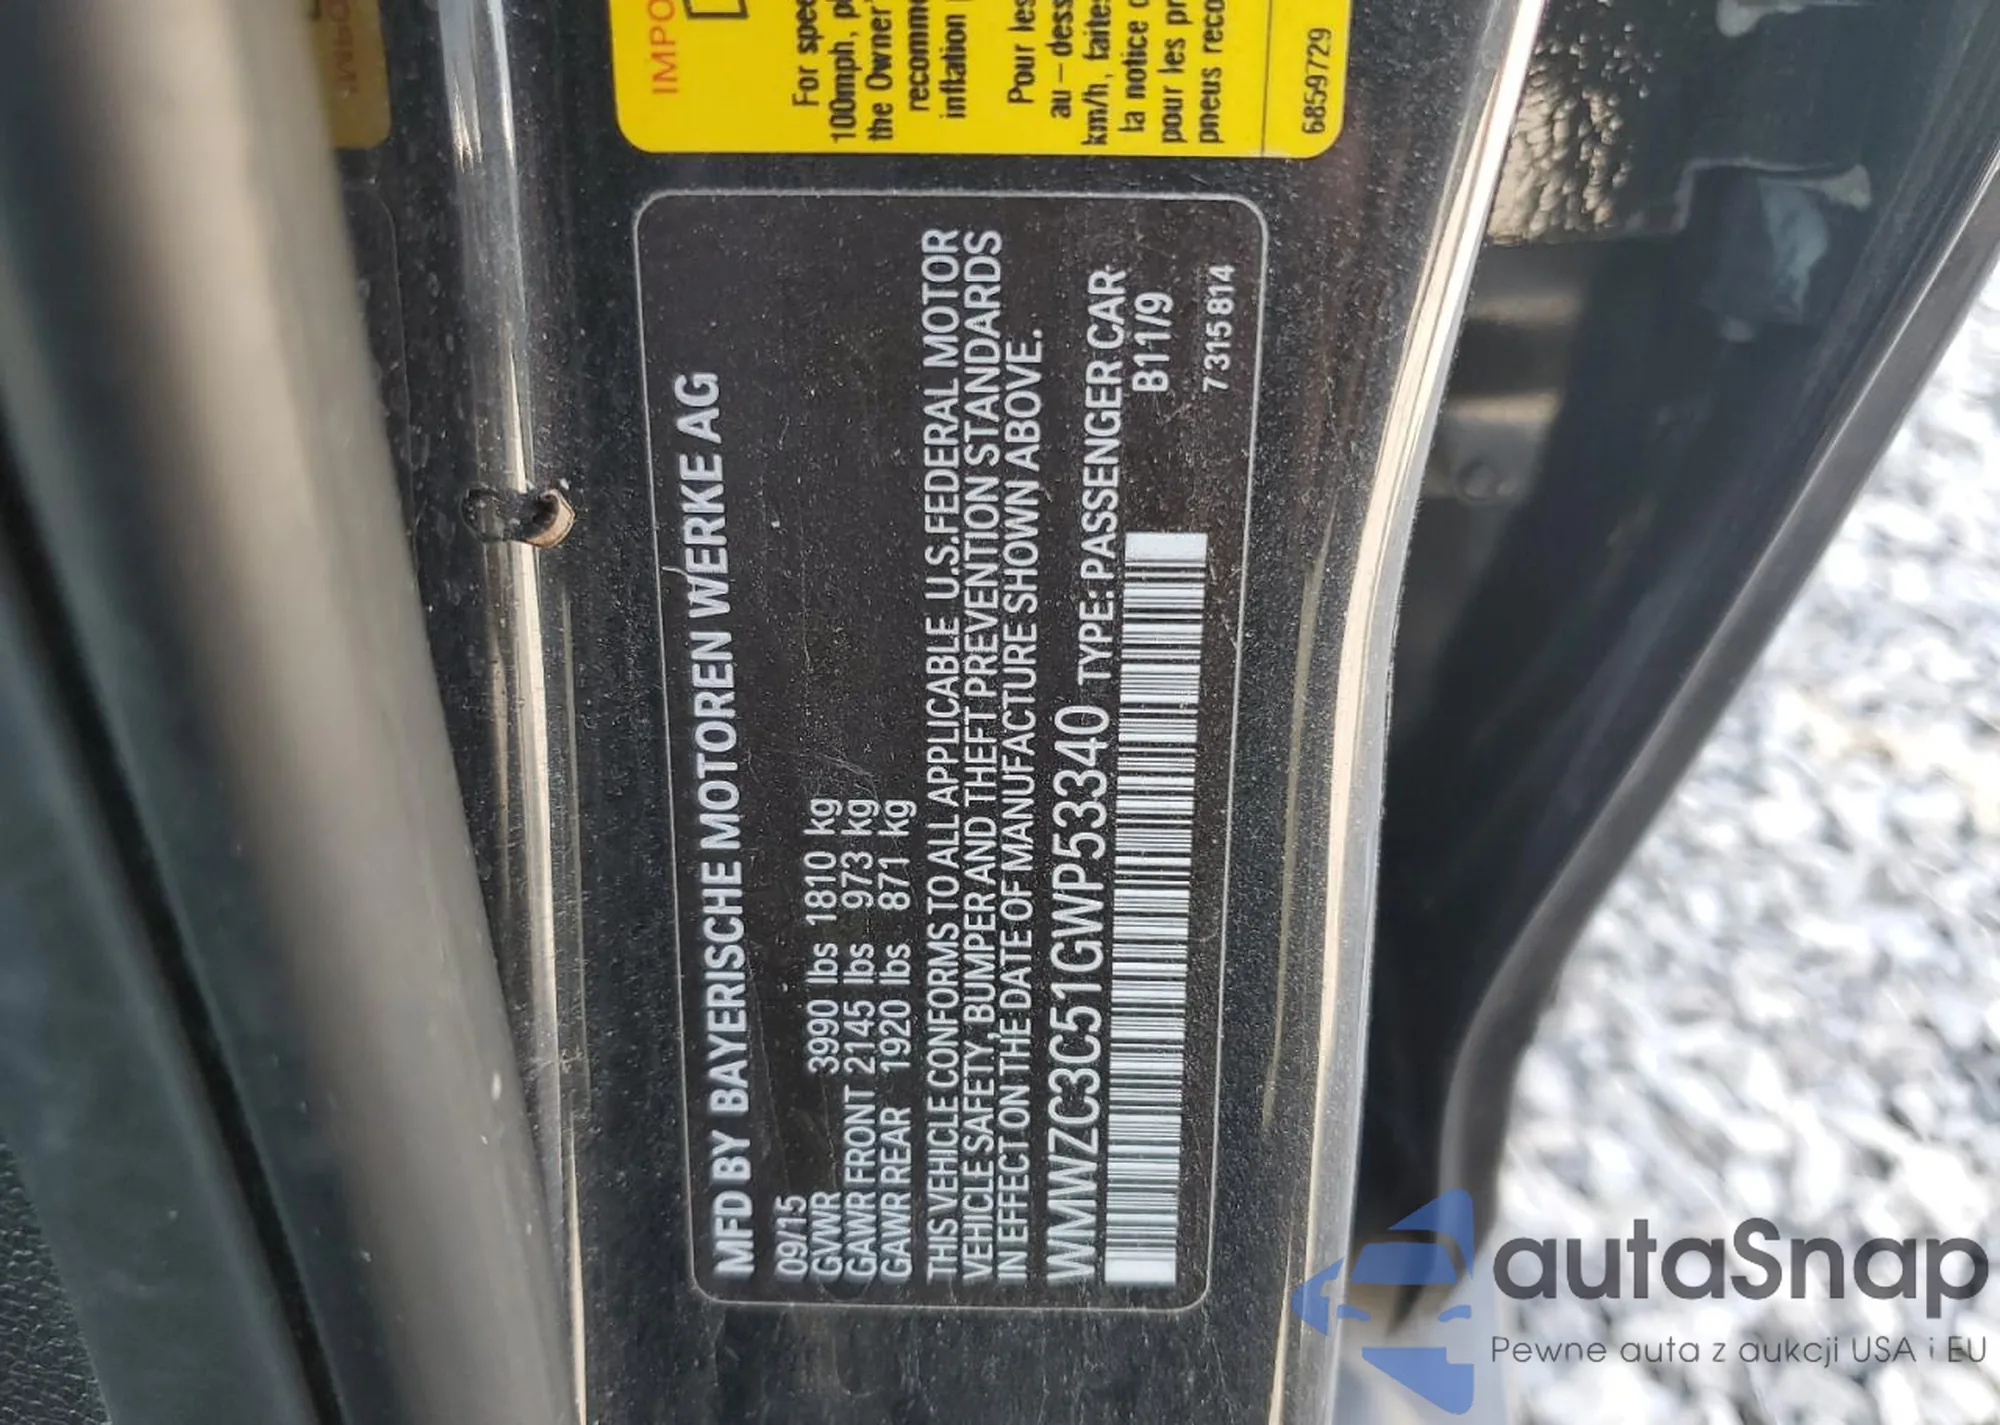 IMPO
For spee
100mph, pl
the Owner'
recomme
inflation
Pour les
au-dess
km/h, faites
la notice d
pour les pr
pneus reco
6859729
MFD BY BAYERISCHE MOTOREN WERKE AG
09/15
GVWR 3990 lbs 1810 kg
GAWR FRONT 2145 lbs 973 kg
GAWR REAR 1920 lbs 871 kg
THIS VEHICLE CONFORMS TO ALL APPLICABLE U.S.FEDERAL MOTOR
VEHICLE SAFETY, BUMPER AND THEFT PREVENTION STANDARDS
IN EFFECT ON THE DATE OF MANUFACTURE SHOWN ABOVE.
WMWZC3C51GWP53340 TYPE: PASSENGER CAR
B11/9
7315814
autaSnap
Pewne auta z aukcji USA i EU